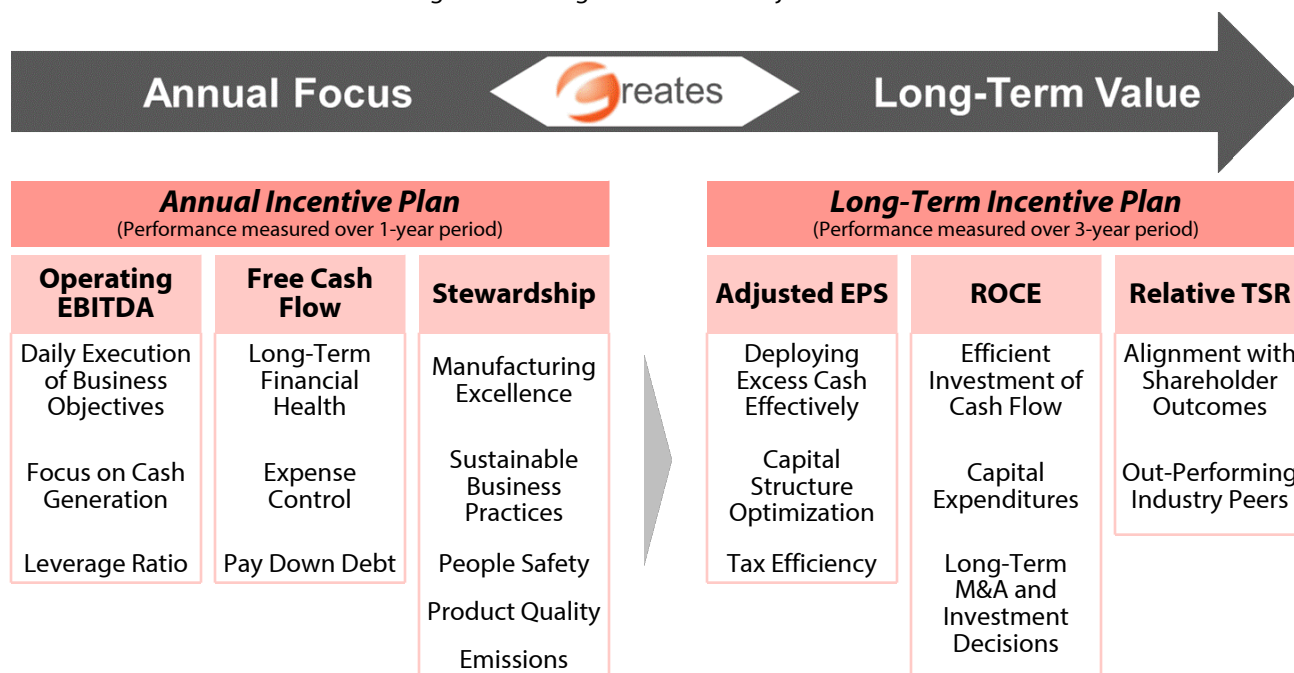 Annual Focus
Creates
Long-Term Value
Annual Incentive Plan
(Performance measured over 1-year period)
Operating
EBITDA
Daily Execution
of Business
Objectives
Focus on Cash
Generation
Leverage Ratio
Free Cash
Flow
Long-Term
Financial
Health
Expense
Control
Pay Down Debt
Stewardship
Manufacturing
Excellence
Sustainable
Business
Practices
People Safety
Product Quality
Emissions
Long-Term Incentive Plan
(Performance measured over 3-year period)
Adjusted EPS
Deploying
Excess Cash
Effectively
Capital
Structure
Optimization
Tax Efficiency
ROCE
Efficient
Investment of
Cash Flow
Capital
Expenditures
Long-Term
M&A and
Investment
Decisions
Relative TSR
Alignment with
Shareholder
Outcomes
Out-Performing
Industry Peers